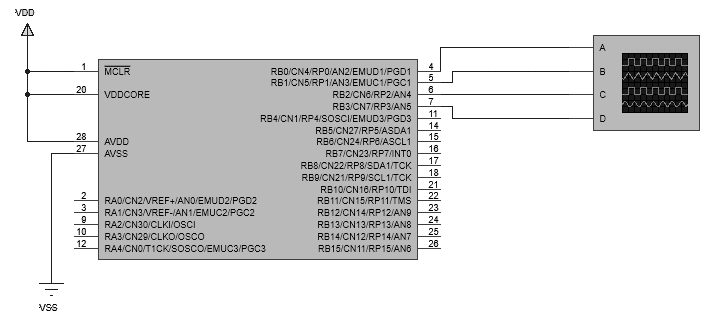 VDD
1 MCLR
20 VDDCORE
28 AVDD
27 AVSS
2 RA0/CN2/VREF+/AN0/EMUD2/PGD2
3 RA1/CN3/VREF-/AN1/EMUC2/PGC2
9 RA2/CN30/CLKI/OSCI
10 RA3/CN29/CLKO/OSCO
12 RA4/CN0/T1CK/SOSCO/EMUC3/PGC3
RB0/CN4/RP0/AN2/EMUD1/PGD1 4
RB1/CN5/RP1/AN3/EMUC1/PGC1 5
RB2/CN6/RP2/AN4 6
RB3/CN7/RP3/AN5 7
RB4/CN1/RP4/SOSCI/EMUD3/PGD3 11
RB5/CN27/RP5/ASDA1 14
RB6/CN24/RP6/ASCL1 15
RB7/CN23/RP7/INT0 16
RB8/CN22/RP8/SDA1/TCK 17
RB9/CN21/RP9/SCL1/TCK 18
RB10/CN16/RP10/TDI 21
RB11/CN15/RP11/TMS 22
RB12/CN14/RP12/AN9 23
RB13/CN13/RP13/AN8 24
RB14/CN12/RP14/AN7 25
RB15/CN11/RP15/AN6 26
A
B
C
D
VSS